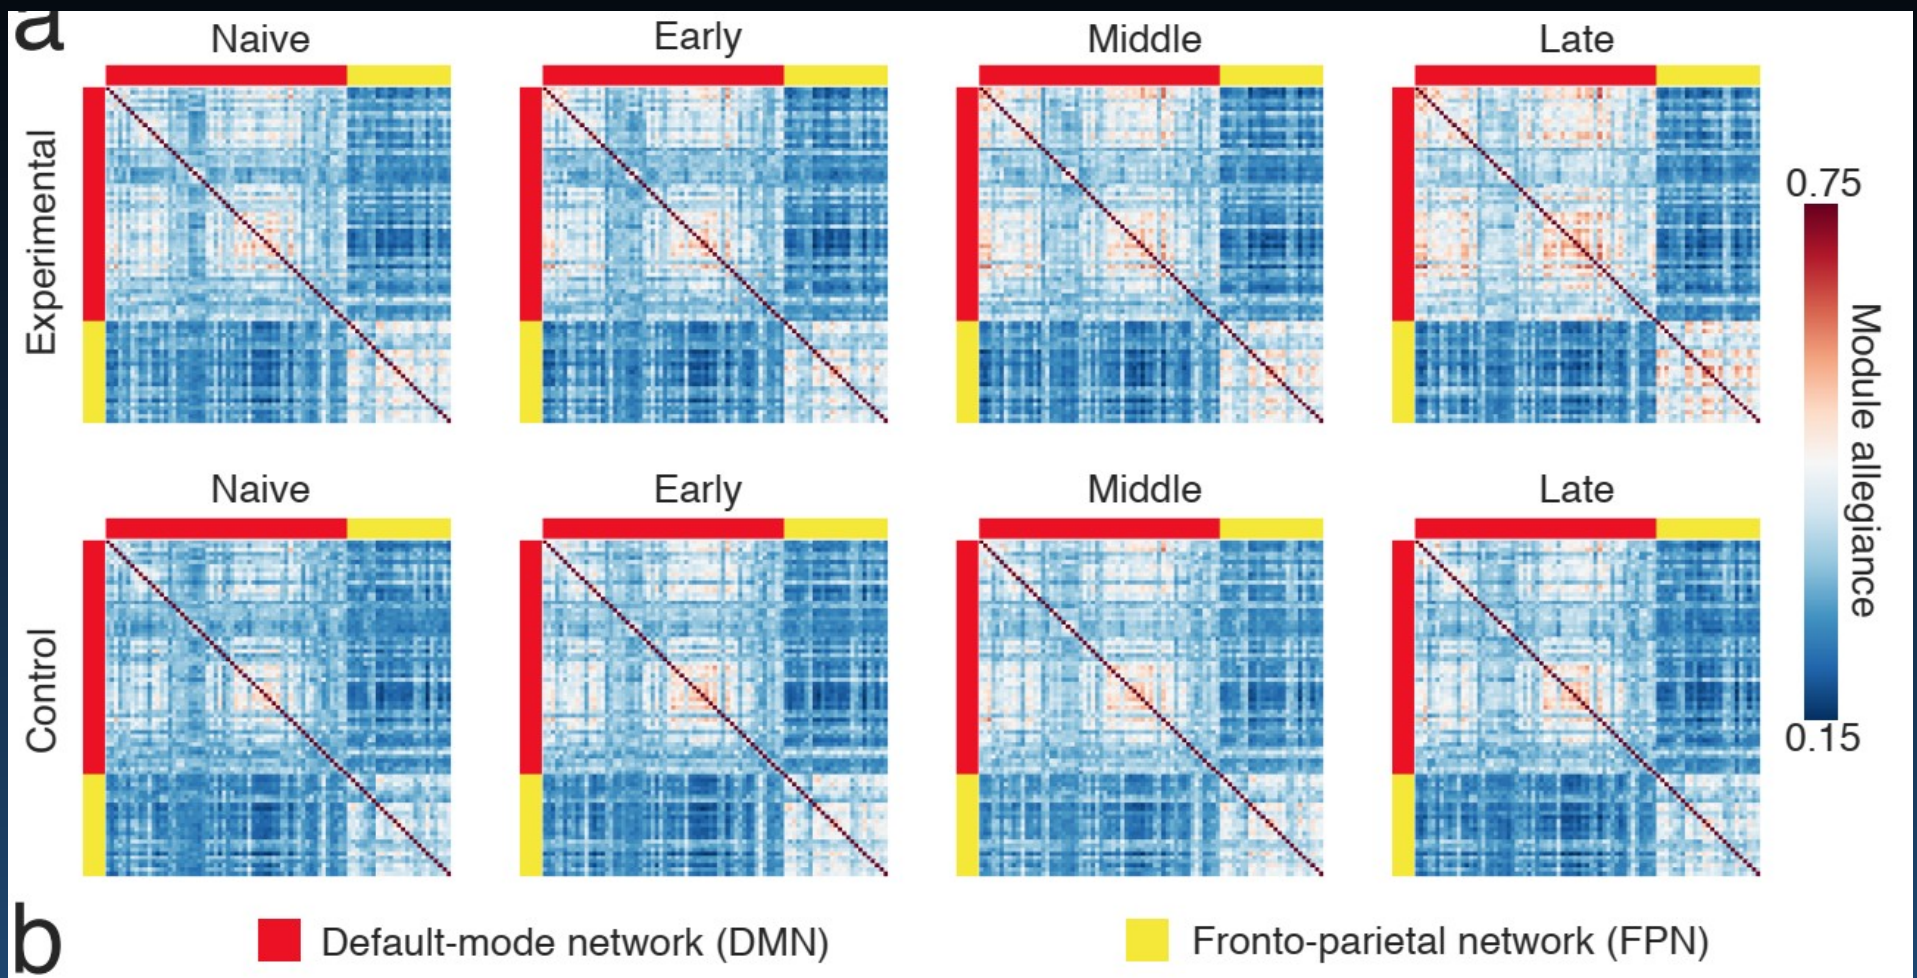 a
Naive Early Middle Late
Experimental
0.75
Module allegiance
0.15
Naive Early Middle Late
Control
b
Default-mode network (DMN) Fronto-parietal network (FPN)